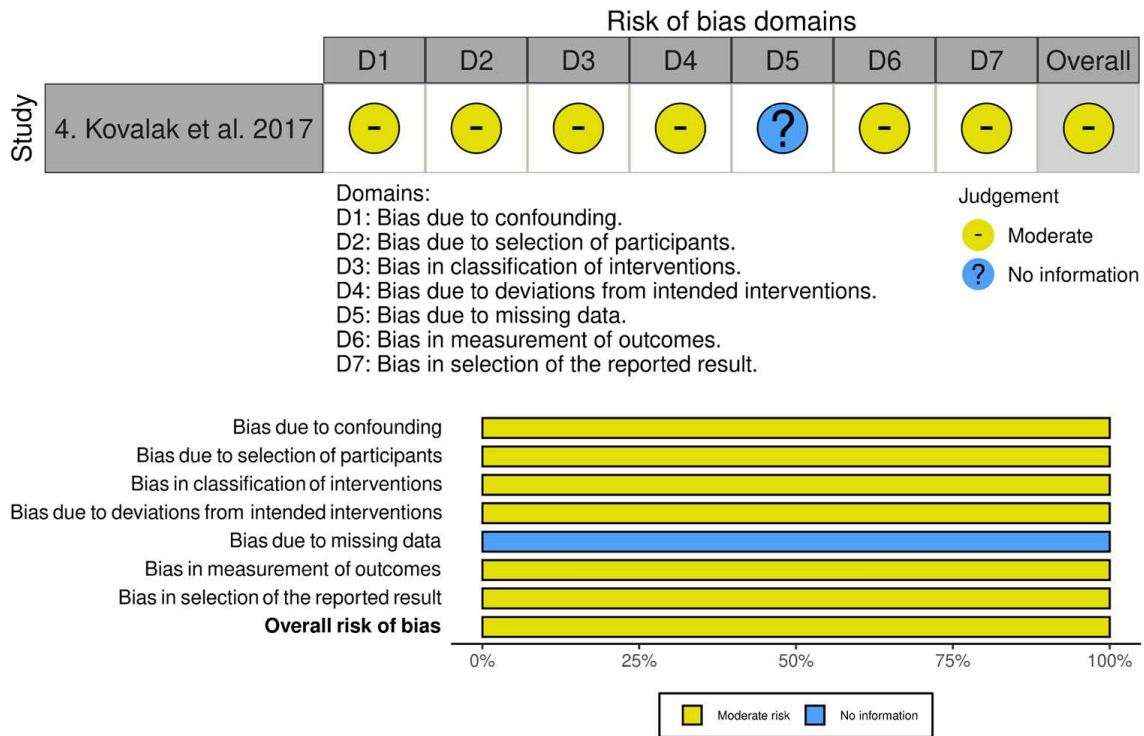 Risk of bias domains
D1 D2 D3 D4 D5 D6 D7 Overall
Study
4. Kovalak et al. 2017 - - - - ? - - -
Domains:
D1: Bias due to confounding.
D2: Bias due to selection of participants.
D3: Bias in classification of interventions.
D4: Bias due to deviations from intended interventions.
D5: Bias due to missing data.
D6: Bias in measurement of outcomes.
D7: Bias in selection of the reported result.
Judgement
- Moderate
? No information
Bias due to confounding
Bias due to selection of participants
Bias in classification of interventions
Bias due to deviations from intended interventions
Bias due to missing data
Bias in measurement of outcomes
Bias in selection of the reported result
Overall risk of bias
0% 25% 50% 75% 100%
Moderate risk No information